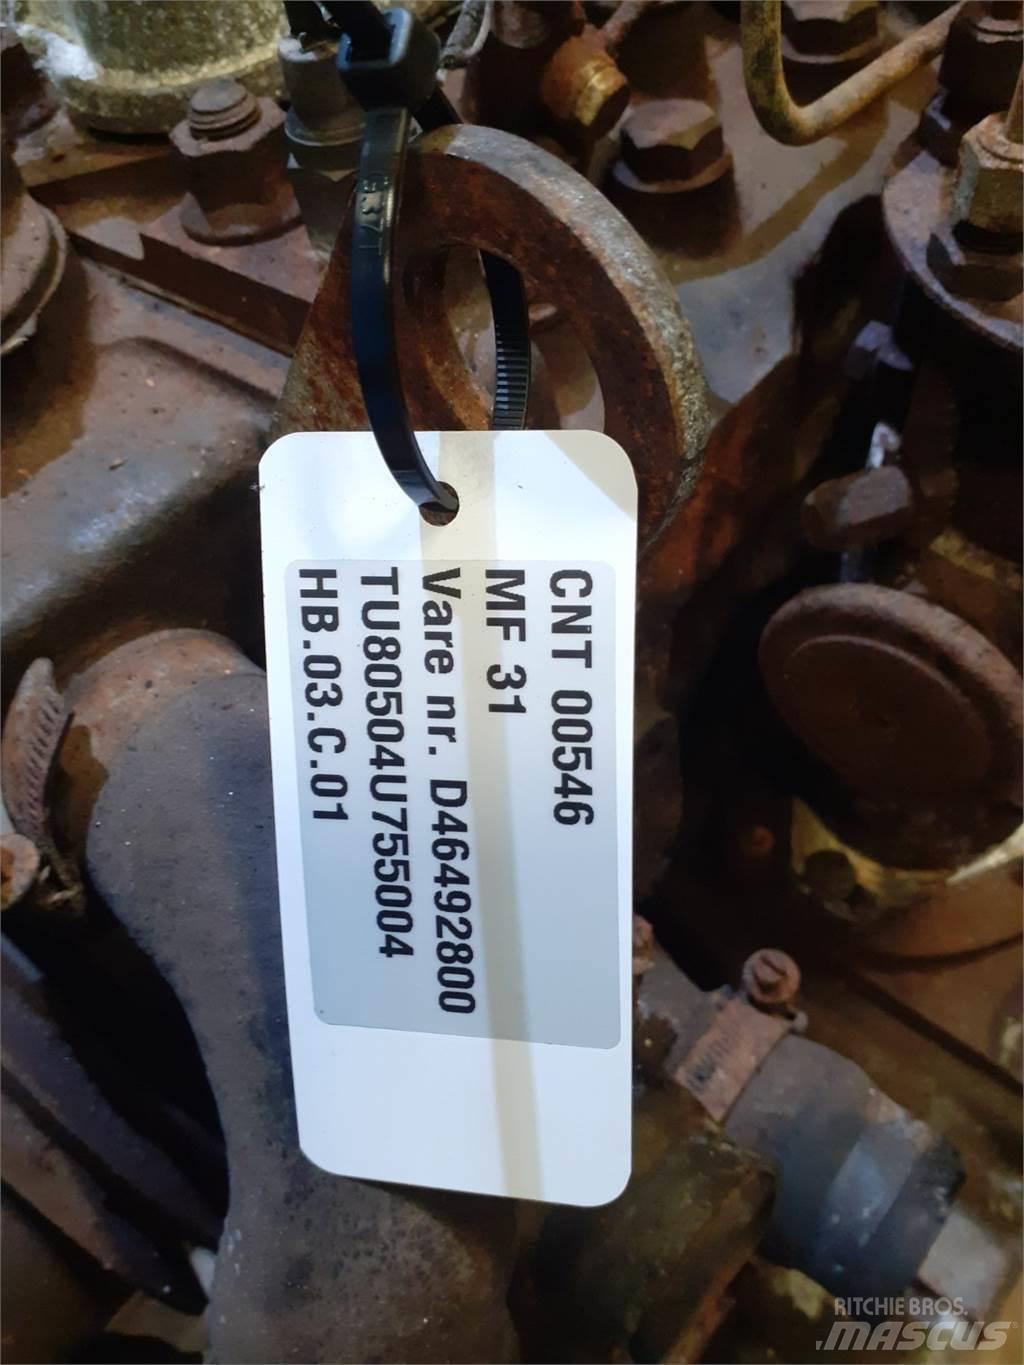 CNT 00546
MF 31
Vare nr. D46492800
TU80504U755004
HB.03.C.01
RITCHIE BROS.
MASCUS